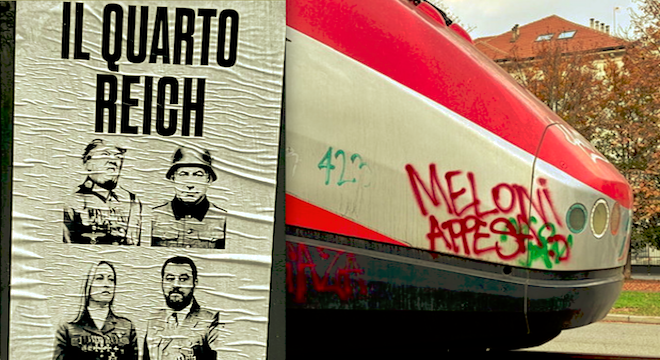 IL QUARTO
REICH
423
MELONI
APPESA